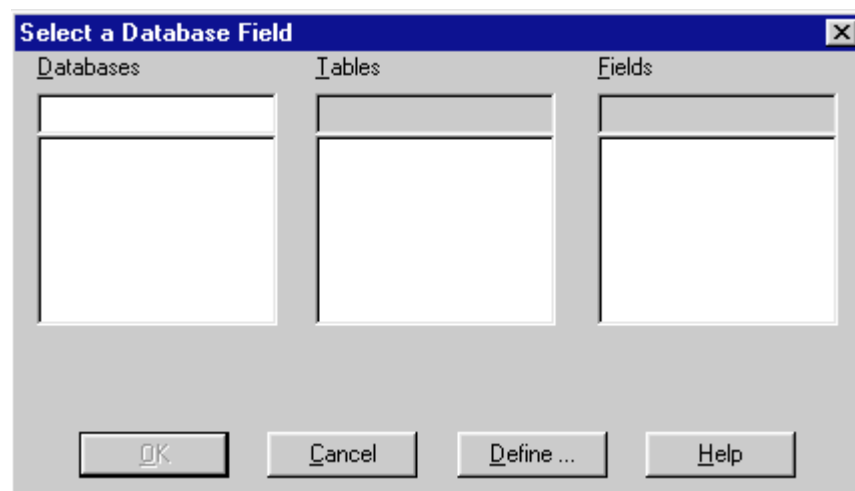 Select a Database Field
Databases Tables Fields
OK Cancel Define ... Help